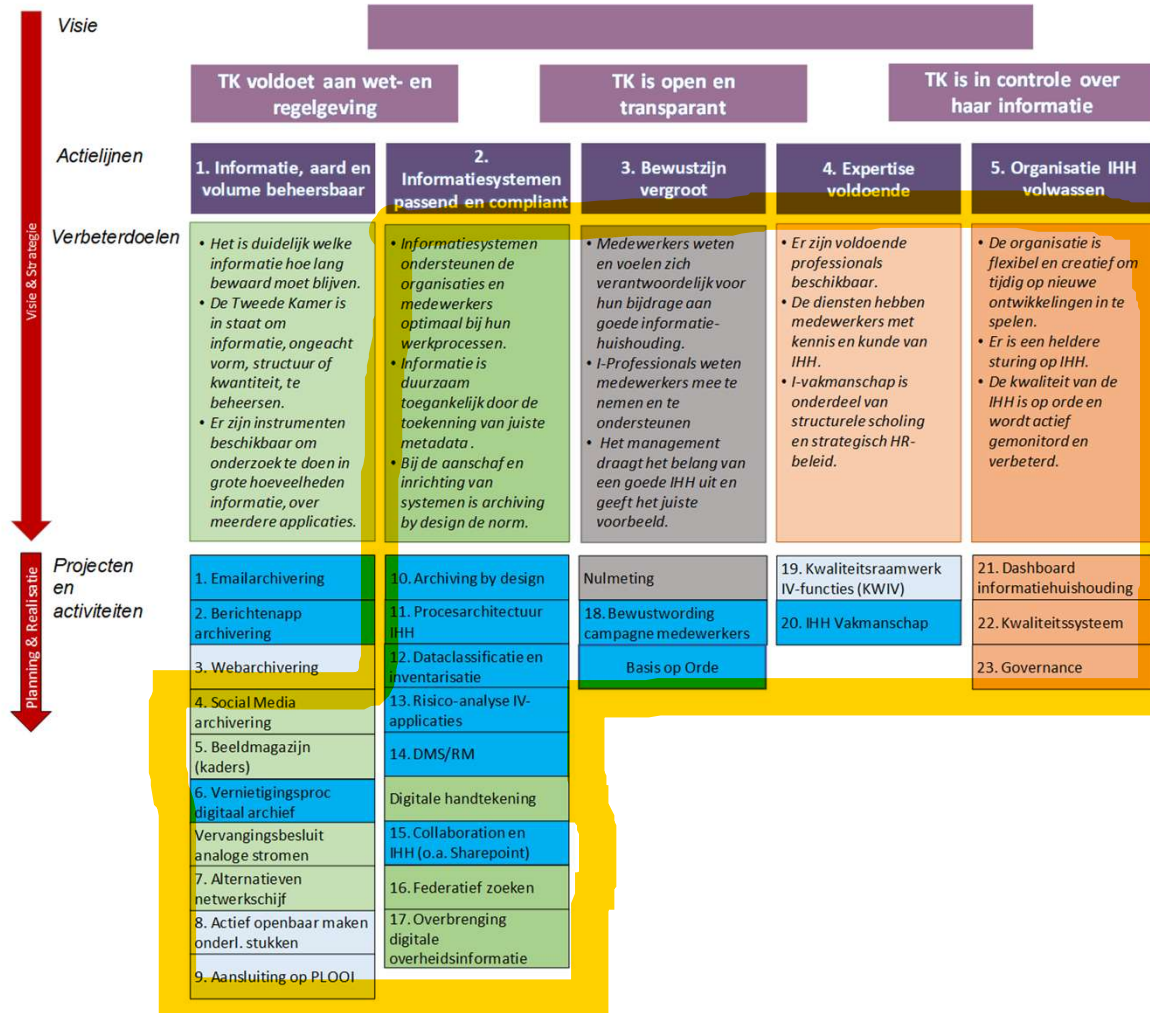 Visie
TK voldoet aan wet- en
regelgeving
TK is open en
transparant
TK is in controle over
haar informatie
Actielijnen
1. Informatie, aard en
volume beheersbaar
2.
Informatiesystemen
passend en compliant
3. Bewustzijn
vergroot
4. Expertise
voldoende
5. Organisatie IHH
volwassen
Visie & Strategie
Verbeterdoelen
• Het is duidelijk welke
informatie hoe lang
bewaard moet blijven.
• De Tweede Kamer is
in staat om
informatie, ongeacht
vorm, structuur of
kwantiteit, te
beheersen.
• Er zijn instrumenten
beschikbaar om
onderzoek te doen in
grote hoeveelheden
informatie, over
meerdere applicaties.
• Informatiesystemen
ondersteunen de
organisaties en
medewerkers
optimaal bij hun
werkprocessen.
• Informatie is
duurzaam
toegankelijk door de
toekenning van juiste
metadata .
• Bij de aanschaf en
inrichting van
systemen is archiving
by design de norm.
• Medewerkers weten
en voelen zich
verantwoordelijk voor
hun bijdrage aan
goede informatie-
huishouding.
• I-Professionals weten
medewerkers mee te
nemen en te
ondersteunen
• Het management
draagt het belang van
een goede IHH uit en
geeft het juiste
voorbeeld.
• Er zijn voldoende
professionals
beschikbaar.
• De diensten hebben
medewerkers met
kennis en kunde van
IHH.
• I-vakmanschap is
onderdeel van
structurele scholing
en strategisch HR-
beleid.
• De organisatie is
flexibel en creatief om
tijdig op nieuwe
ontwikkelingen in te
spelen.
• Er is een heldere
sturing op IHH.
• De kwaliteit van de
IHH is op orde en
wordt actief
gemonitord en
verbeterd.
Planning & Realisatie
Projecten
en
activiteiten
1. Emailarchivering
2. Berichtenapp
archivering
3. Webarchivering
4. Social Media
archivering
5. Beeldmagazijn
(kaders)
6. Vernietigingsproc
digitaal archief
Vervangingsbesluit
analoge stromen
7. Alternatieven
netwerkschijf
8. Actief openbaar maken
onderl. stukken
9. Aansluiting op PLOOI
10. Archiving by design
11. Procesarchitectuur
IHH
12. Dataclassificatie en
inventarisatie
13. Risico-analyse IV-
applicaties
14. DMS/RM
Digitale handtekening
15. Collaboration en
IHH (o.a. Sharepoint)
16. Federatief zoeken
17. Overbrenging
digitale
overheidsinformatie
Nulmeting
18. Bewustwording
campagne medewerkers
Basis op Orde
19. Kwaliteitsraamwerk
IV-functies (KWIV)
20. IHH Vakmanschap
21. Dashboard
informatiehuishouding
22. Kwaliteitssysteem
23. Governance